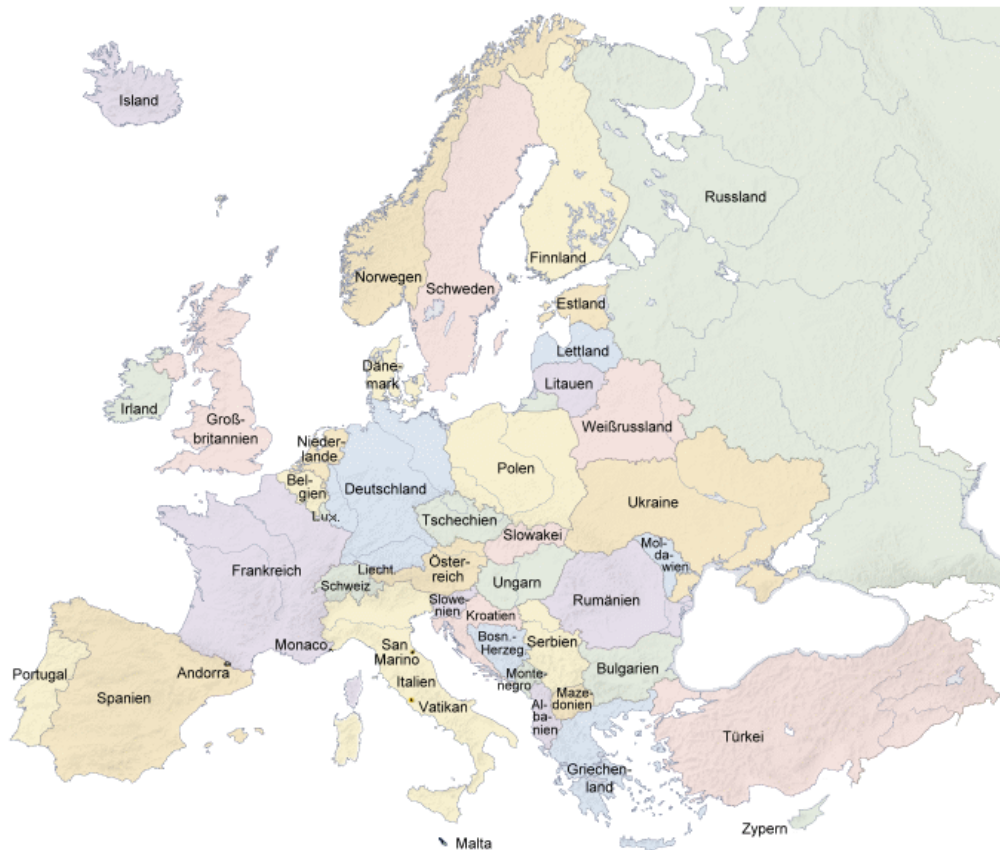 Island
Russland
Finnland
Norwegen
Schweden
Estland
Lettland
Däne-
mark
Litauen
Irland
Groß-
britannien
Weißrussland
Nieder-
lande
Polen
Bel-
gien
Deutschland
Ukraine
Lux.
Tschechien
Slowakei
Mol-
da-
wien
Frankreich
Liecht.
Öster-
reich
Schweiz
Ungarn
Rumänien
Slowe-
nien
Kroatien
Monaco
San
Marino
Bosn.-
Herzeg.
Serbien
Portugal
Andorra
Spanien
Italien
Monte-
negro
Bulgarien
Vatikan
Al-
ba-
nien
Maze-
donien
Türkei
Griechen-
land
Zypern
Malta